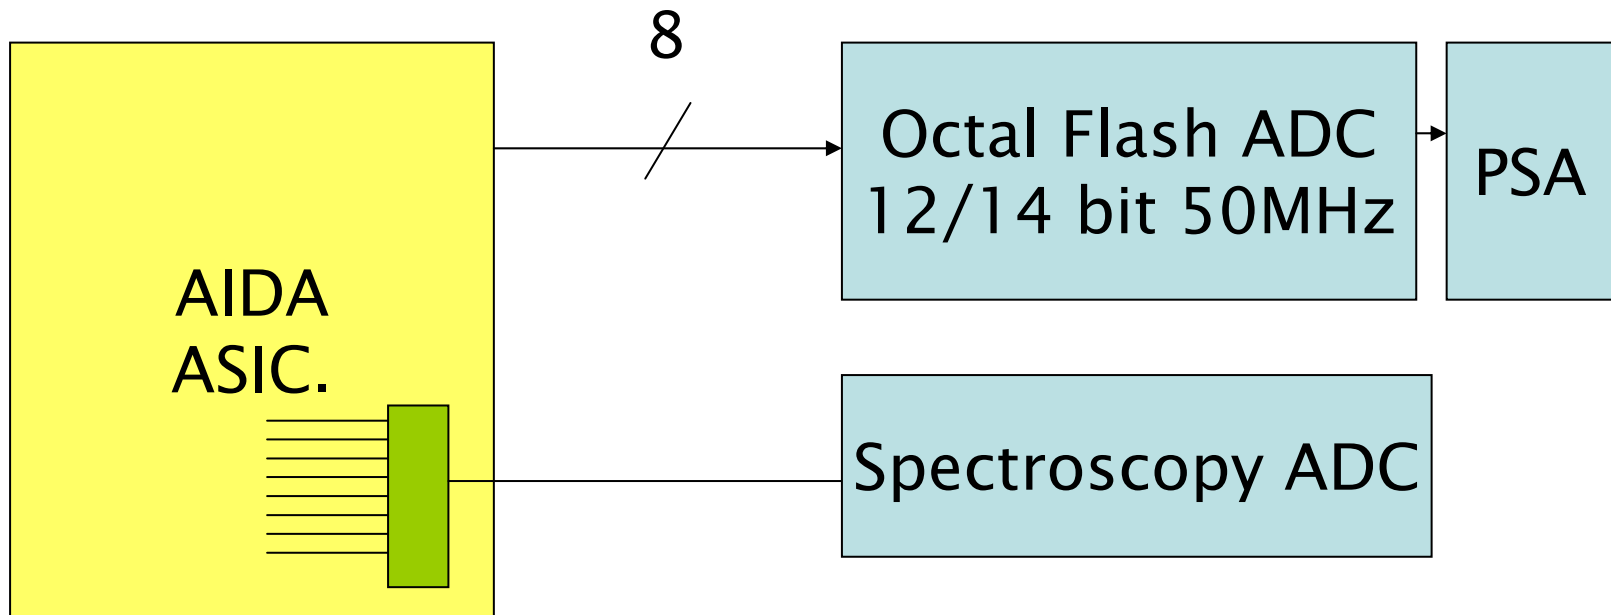 8
Octal Flash ADC
12/14 bit 50MHz
PSA
AIDA
ASIC.
Spectroscopy ADC